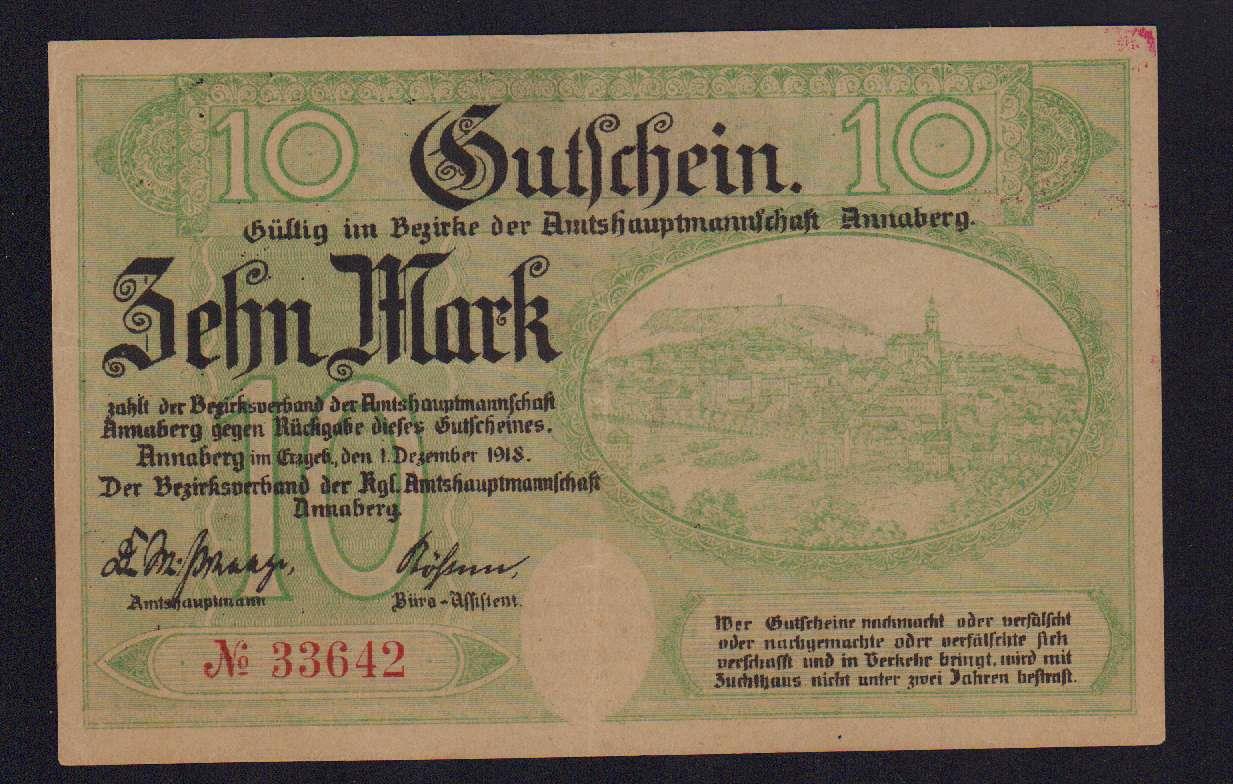 10 Gutschein. 10
Gültig im Bezirke der Amtshauptmannschaft Annaberg.
Zehn Mark
10
zahlt der Bezirksverband der Amtshauptmannschaft
Annaberg gegen Rückgabe dieses Gutscheines.
Annaberg im Erzgeb., den 1. Dezember 1918.
Der Bezirksverband der Kgl. Amtshauptmannschaft
Annaberg.
Amtshauptmann Büro-Assistent.
№ 33642
Wer Gutscheine nachmacht oder verfälscht
oder nachgemachte oder verfälschte sich
verschafft und in Verkehr bringt, wird mit
Zuchthaus nicht unter zwei Jahren bestraft.